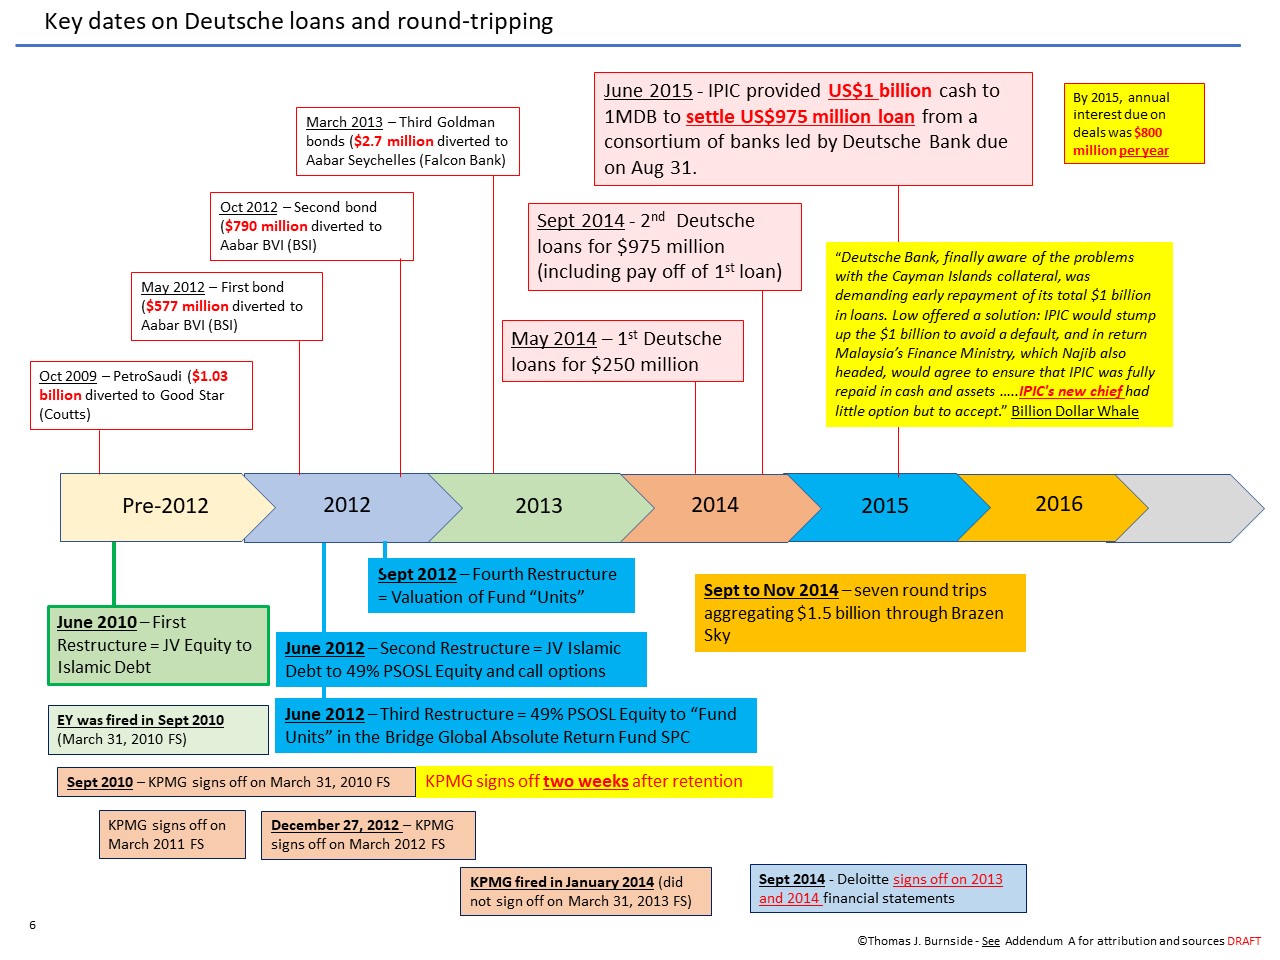 Key dates on Deutsche loans and round-tripping
June 2015 - IPIC provided US$1 billion cash to
1MDB to settle US$975 million loan from a
consortium of banks led by Deutsche Bank due
on Aug 31.
By 2015, annual
interest due on
deals was $800
million per year
March 2013 – Third Goldman
bonds ($2.7 million diverted to
Aabar Seychelles (Falcon Bank)
Oct 2012 – Second bond
($790 million diverted to
Aabar BVI (BSI)
Sept 2014 - 2nd Deutsche
loans for $975 million
(including pay off of 1st loan)
"Deutsche Bank, finally aware of the problems
with the Cayman Islands collateral, was
demanding early repayment of its total $1 billion
in loans. Low offered a solution: IPIC would stump
up the $1 billion to avoid a default, and in return
Malaysia's Finance Ministry, which Najib also
headed, would agree to ensure that IPIC was fully
repaid in cash and assets …..IPIC's new chief had
little option but to accept." Billion Dollar Whale
May 2012 – First bond
($577 million diverted to
Aabar BVI (BSI)
May 2014 – 1st Deutsche
loans for $250 million
Oct 2009 – PetroSaudi ($1.03
billion diverted to Good Star
(Coutts)
Pre-2012
2012
2013
2014
2015
2016
Sept 2012 – Fourth Restructure
= Valuation of Fund "Units"
Sept to Nov 2014 – seven round trips
aggregating $1.5 billion through Brazen
Sky
June 2010 – First
Restructure = JV Equity to
Islamic Debt
June 2012 – Second Restructure = JV Islamic
Debt to 49% PSOSL Equity and call options
EY was fired in Sept 2010
(March 31, 2010 FS)
June 2012 – Third Restructure = 49% PSOSL Equity to "Fund
Units" in the Bridge Global Absolute Return Fund SPC
Sept 2010 – KPMG signs off on March 31, 2010 FS
KPMG signs off two weeks after retention
KPMG signs off on
March 2011 FS
December 27, 2012 – KPMG
signs off on March 2012 FS
KPMG fired in January 2014 (did
not sign off on March 31, 2013 FS)
Sept 2014 - Deloitte signs off on 2013
and 2014 financial statements
6
©Thomas J. Burnside - See Addendum A for attribution and sources DRAFT